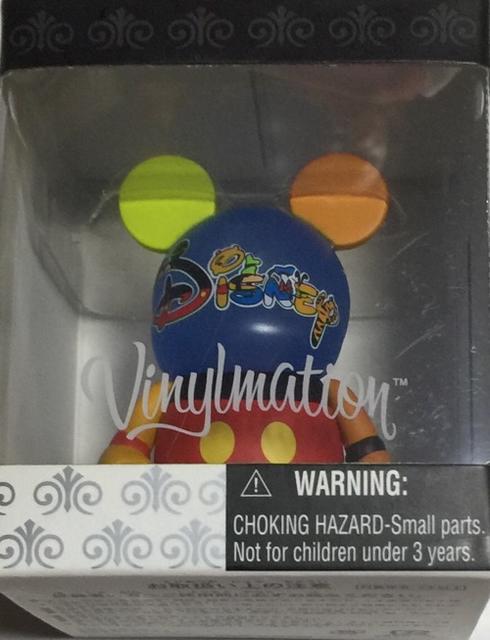 Disney
Vinylmation™
⚠ WARNING:
CHOKING HAZARD-Small parts.
Not for children under 3 years.